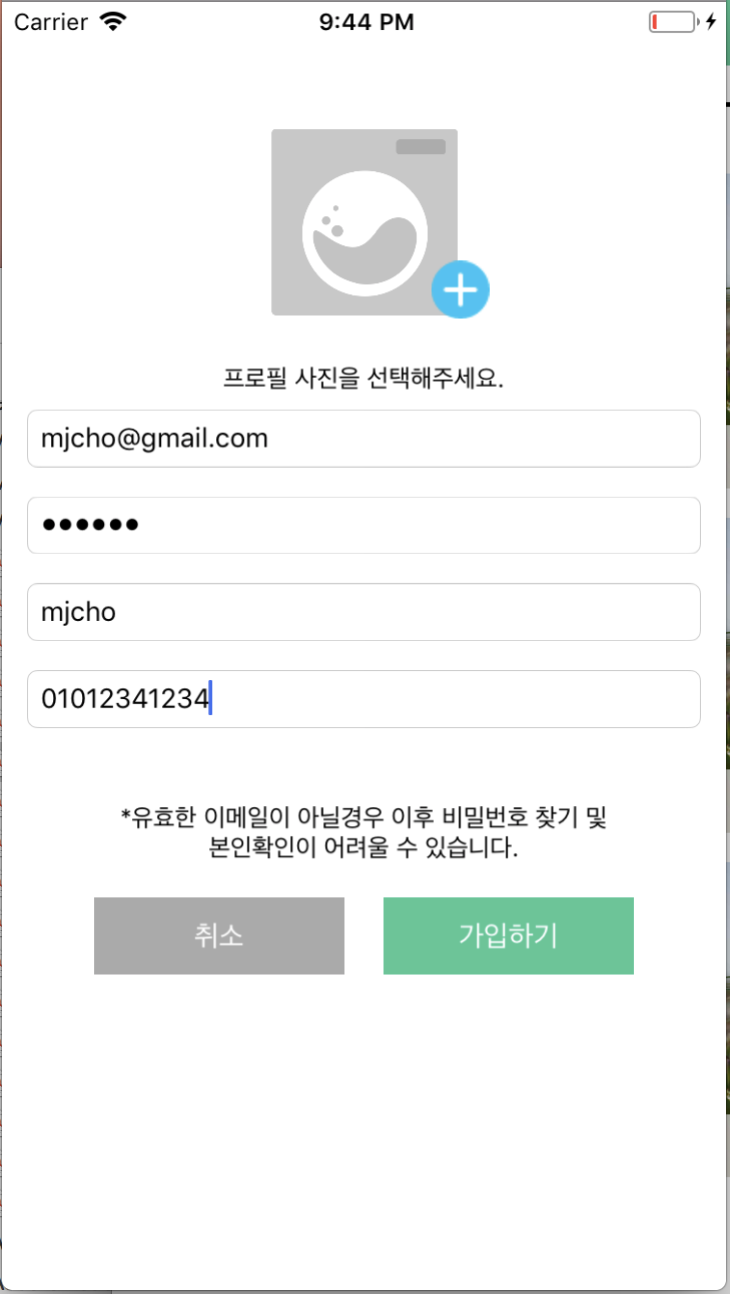 Carrier 9:44 PM
프로필 사진을 선택해주세요.
mjcho@gmail.com
••••••
mjcho
01012341234
*유효한 이메일이 아닐경우 이후 비밀번호 찾기 및
본인확인이 어려울 수 있습니다.
취소 가입하기